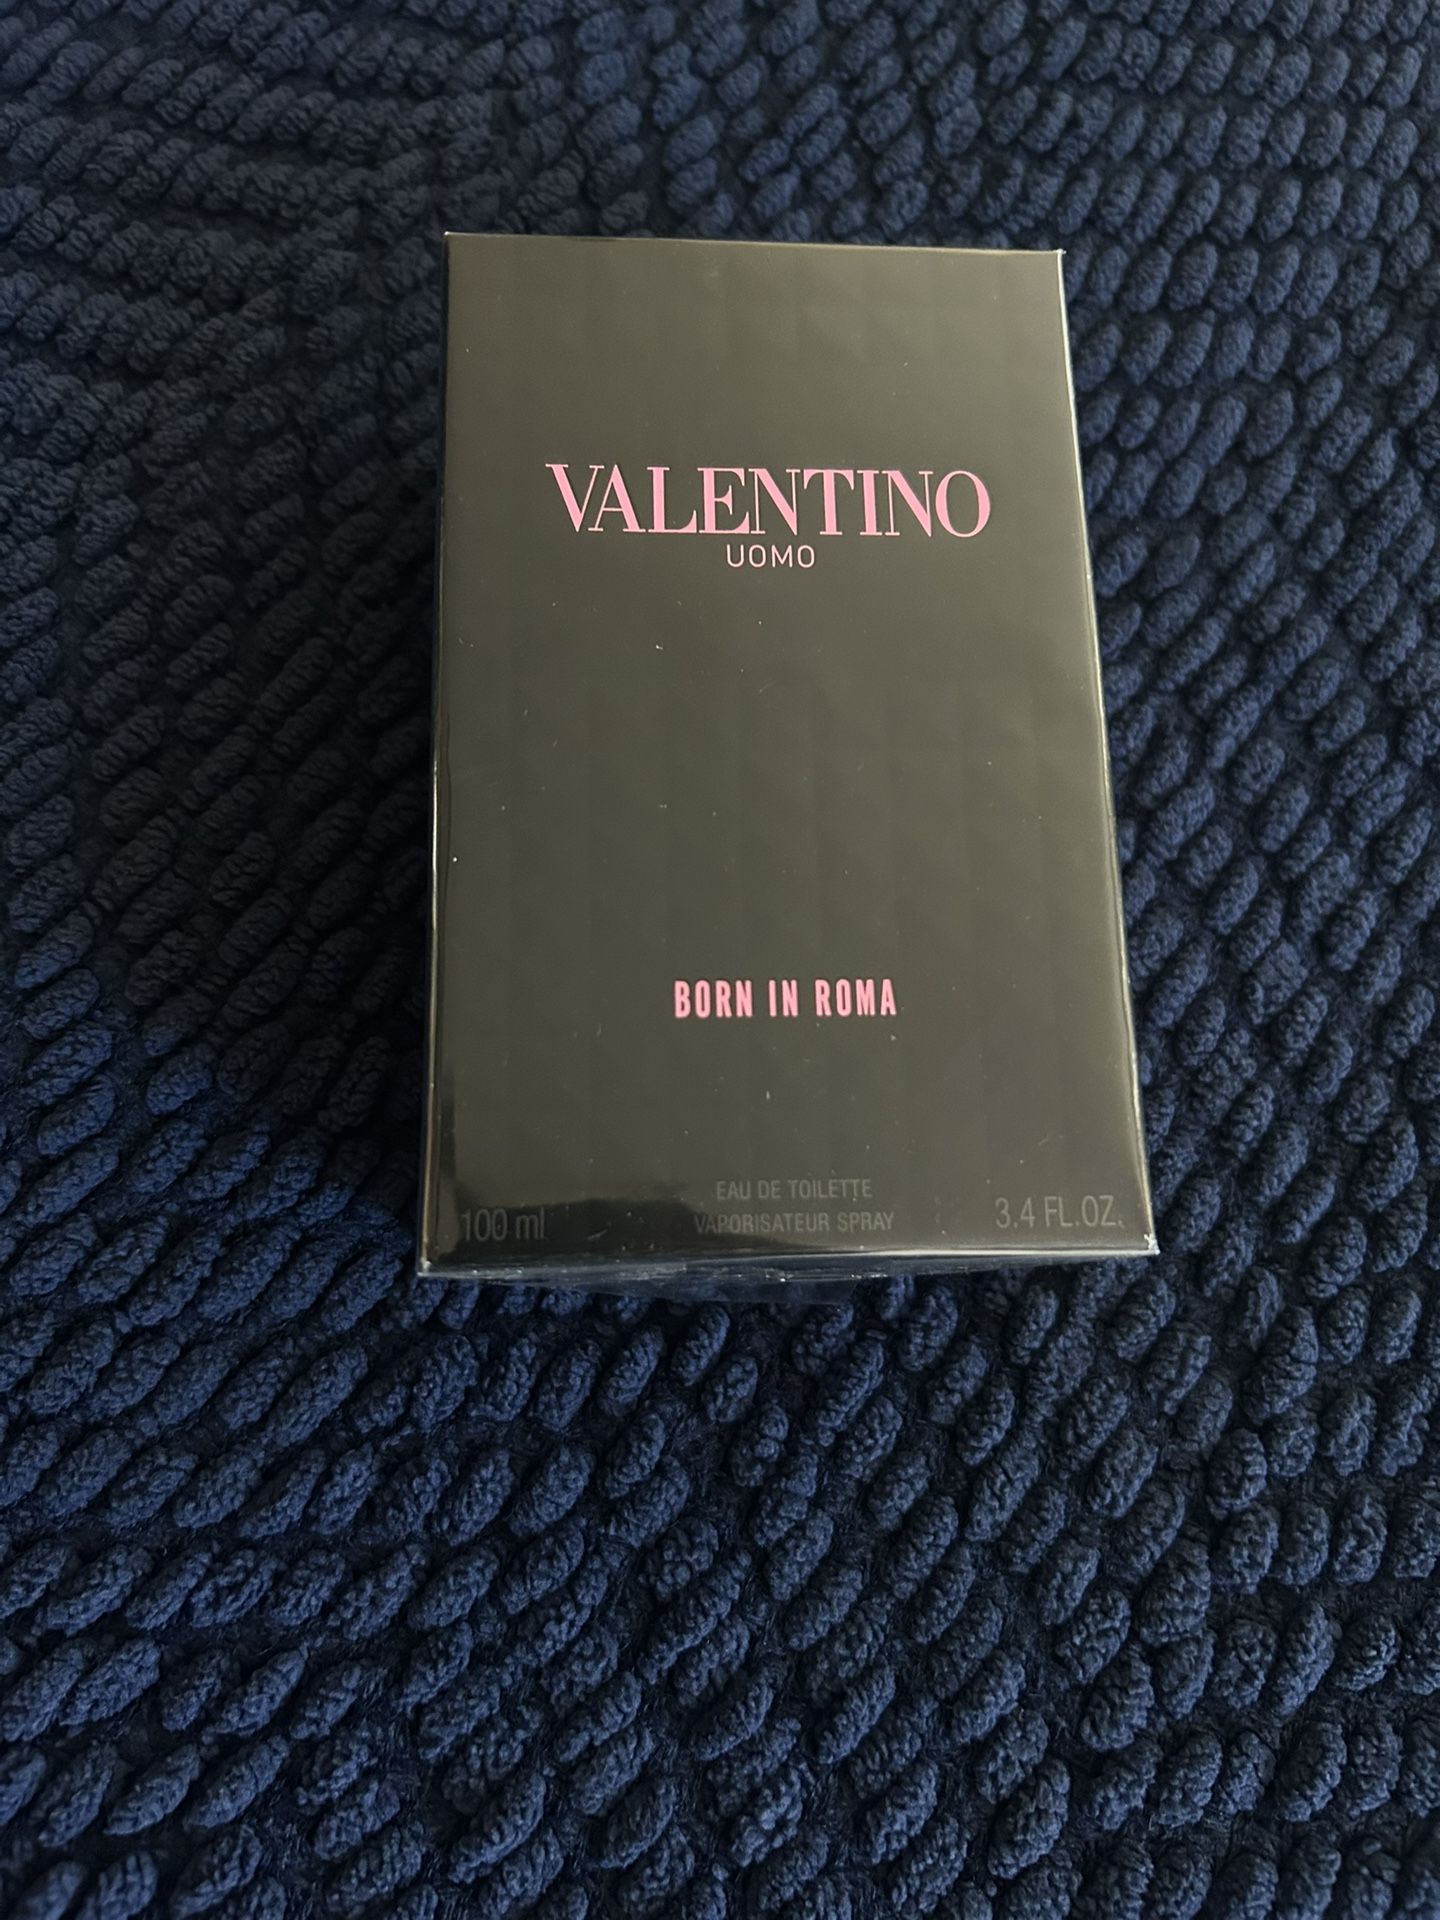 VALENTINO
UOMO
BORN IN ROMA
EAU DE TOILETTE
VAPORISATEUR SPRAY
100 ml
3.4 FL.OZ.